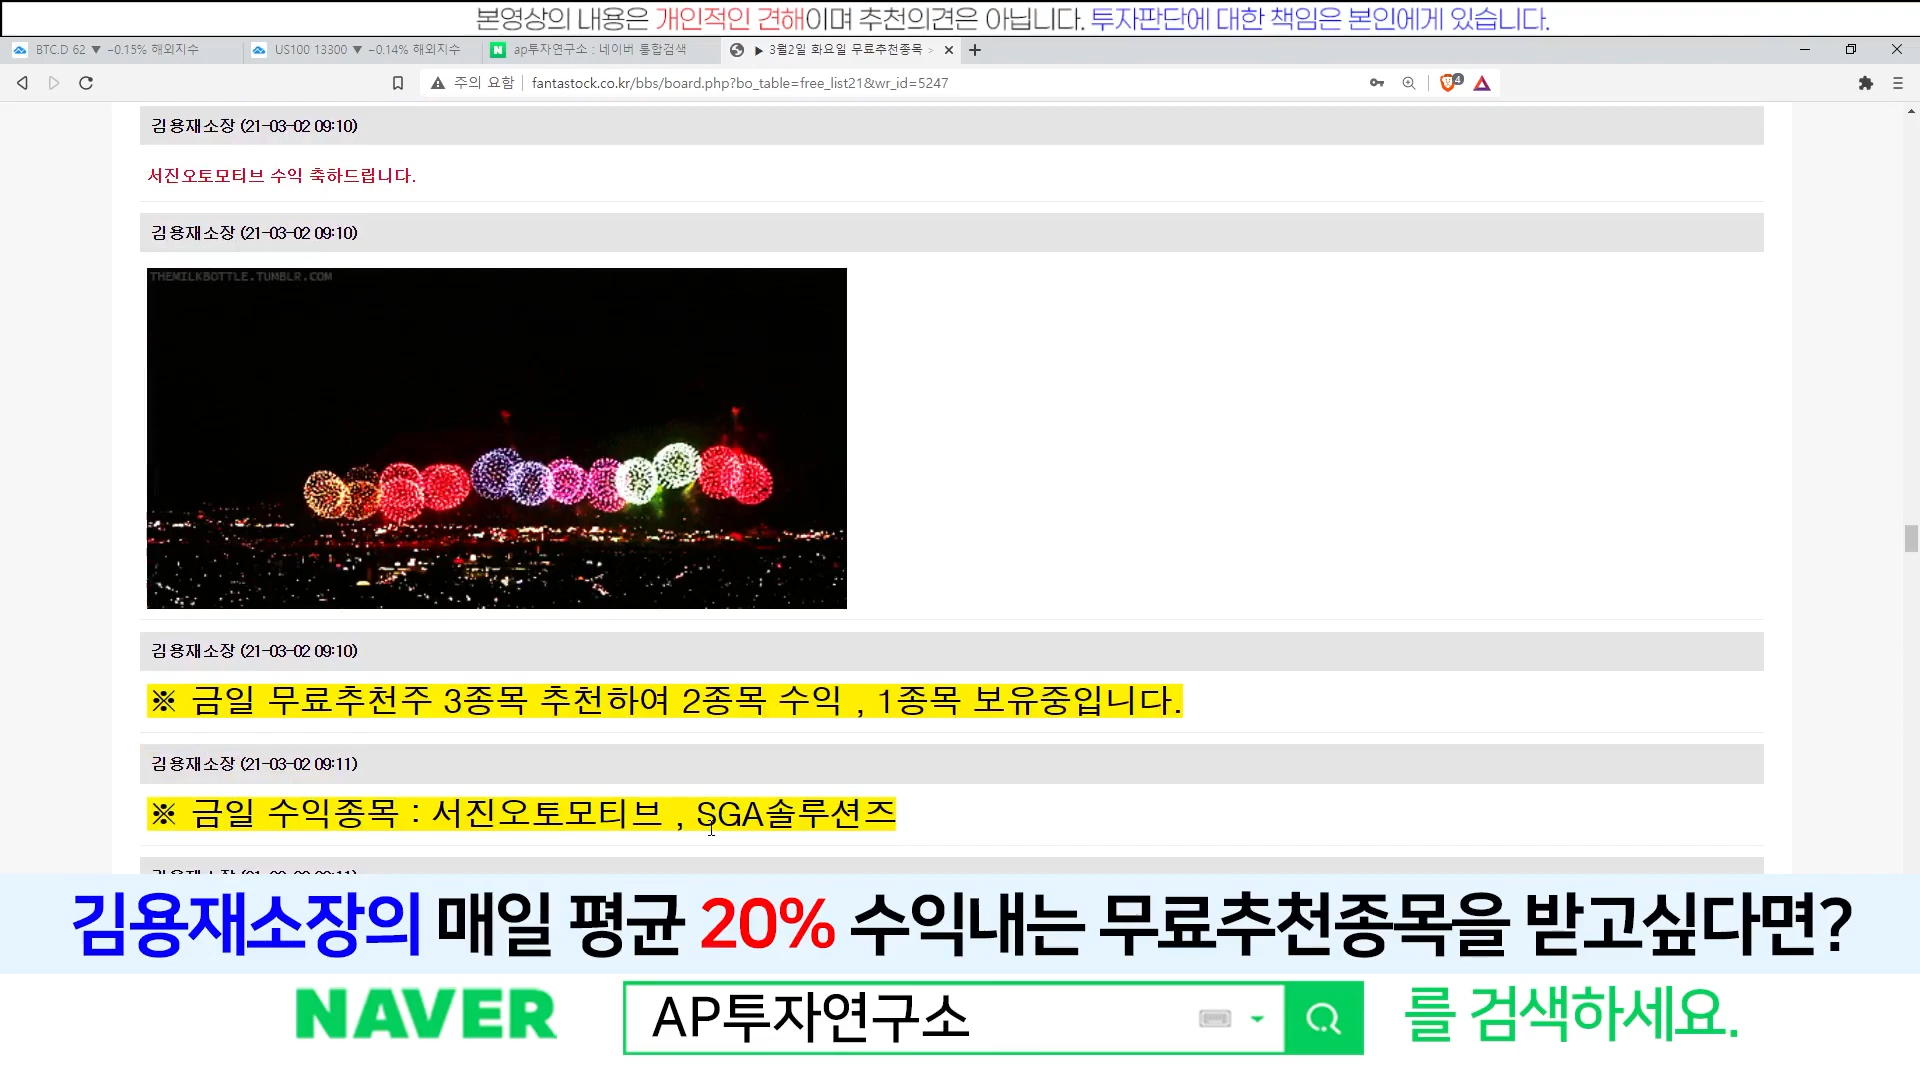 본영상의 내용은 개인적인 견해이며 추천의견은 아닙니다. 투자판단에 대한 책임은 본인에게 있습니다.
BTC.D 62 ▼ −0.15% 해외지수
US100 13300 ▼ −0.14% 해외지수
N ap투자연구소 : 네이버 통합검색
▶ 3월2일 화요일 무료추천종목 >
주의 요함 fantastock.co.kr/bbs/board.php?bo_table=free_list21&wr_id=5247
4
김용재소장 (21-03-02 09:10)
서진오토모티브 수익 축하드립니다.
김용재소장 (21-03-02 09:10)
THEMILKBOTTLE.TUMBLR.COM
김용재소장 (21-03-02 09:10)
※ 금일 무료추천주 3종목 추천하여 2종목 수익 , 1종목 보유중입니다.
김용재소장 (21-03-02 09:11)
※ 금일 수익종목 : 서진오토모티브 , SGA솔루션즈
김용재소장의 매일 평균 20% 수익내는 무료추천종목을 받고싶다면?
NAVER AP투자연구소 를 검색하세요.